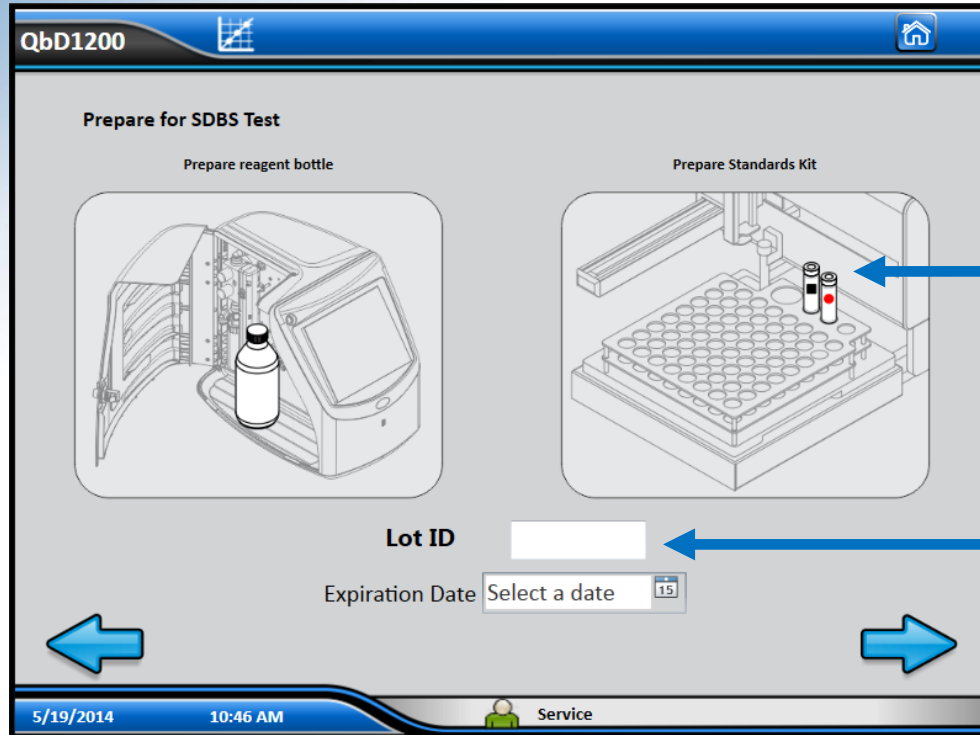 QbD1200
Prepare for SDBS Test
Prepare reagent bottle
Prepare Standards Kit
Lot ID
Expiration Date Select a date 15
5/19/2014 10:46 AM Service